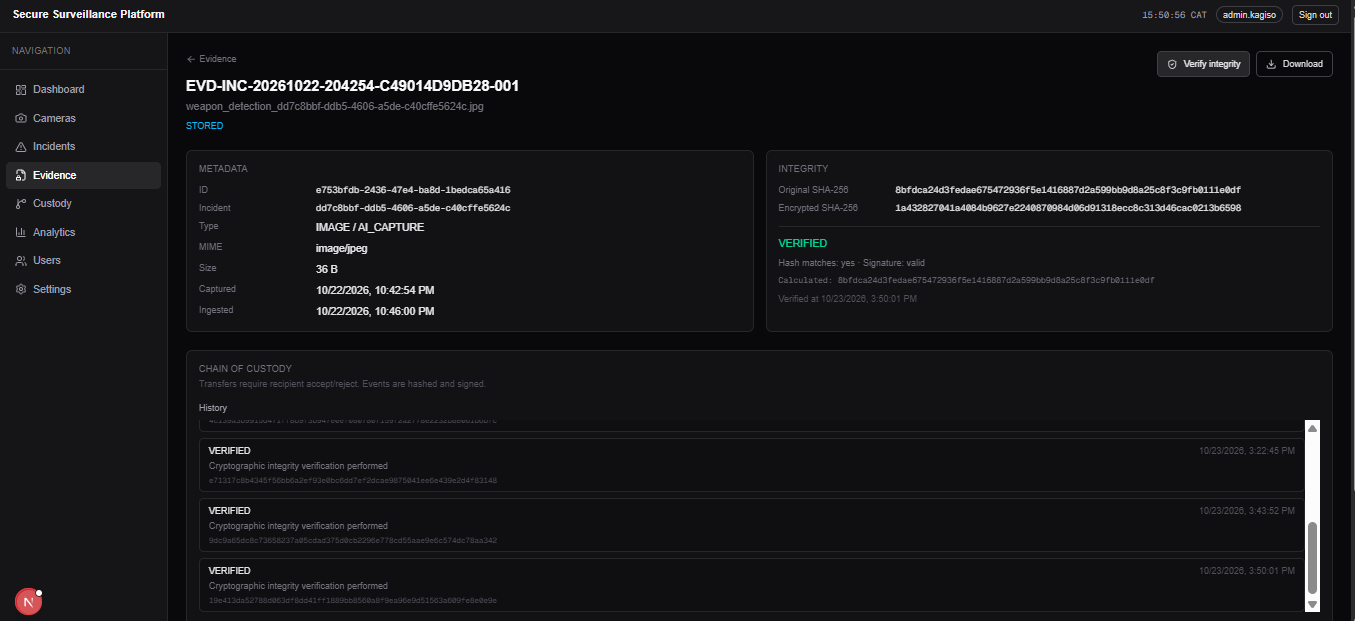 Secure Surveillance Platform
15:50:56 CAT
admin.kagiso
Sign out
NAVIGATION
Dashboard
Cameras
Incidents
Evidence
Custody
Analytics
Users
Settings
N
← Evidence
EVD-INC-20261022-204254-C49014D9DB28-001
weapon_detection_dd7c8bbf-ddb5-4606-a5de-c40cffe5624c.jpg
STORED
Verify integrity
Download
METADATA
ID e753bfdb-2436-47e4-ba8d-1bedca65a416
Incident dd7c8bbf-ddb5-4606-a5de-c40cffe5624c
Type IMAGE / AI_CAPTURE
MIME image/jpeg
Size 36 B
Captured 10/22/2026, 10:42:54 PM
Ingested 10/22/2026, 10:46:00 PM
INTEGRITY
Original SHA-256 8bfdca24d3fedae675472936f5e1416887d2a599bb9d8a25c8f3c9fb0111e0df
Encrypted SHA-256 1a432827041a4084b9627e2240870984d06d91318ecc8c313d46cac0213b6598
VERIFIED
Hash matches: yes · Signature: valid
Calculated: 8bfdca24d3fedae675472936f5e1416887d2a599bb9d8a25c8f3c9fb0111e0df
Verified at 10/23/2026, 3:50:01 PM
CHAIN OF CUSTODY
Transfers require recipient accept/reject. Events are hashed and signed.
History
VERIFIED 10/23/2026, 3:22:45 PM
Cryptographic integrity verification performed
VERIFIED 10/23/2026, 3:43:52 PM
Cryptographic integrity verification performed
VERIFIED 10/23/2026, 3:50:01 PM
Cryptographic integrity verification performed